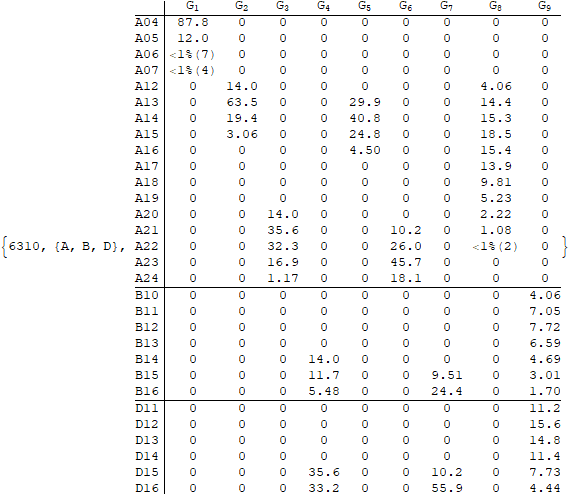 G1 G2 G3 G4 G5 G6 G7 G8 G9
A04 87.8 0 0 0 0 0 0 0 0
A05 12.0 0 0 0 0 0 0 0 0
A06 <1%(7) 0 0 0 0 0 0 0 0
A07 <1%(4) 0 0 0 0 0 0 0 0
A12 0 14.0 0 0 0 0 0 4.06 0
A13 0 63.5 0 0 29.9 0 0 14.4 0
A14 0 19.4 0 0 40.8 0 0 15.3 0
A15 0 3.06 0 0 24.8 0 0 18.5 0
A16 0 0 0 0 4.50 0 0 15.4 0
A17 0 0 0 0 0 0 0 13.9 0
A18 0 0 0 0 0 0 0 9.81 0
A19 0 0 0 0 0 0 0 5.23 0
A20 0 0 14.0 0 0 0 0 2.22 0
A21 0 0 35.6 0 0 10.2 0 1.08 0
{6310, {A, B, D}, A22 0 0 32.3 0 0 26.0 0 <1%(2) 0 }
A23 0 0 16.9 0 0 45.7 0 0 0
A24 0 0 1.17 0 0 18.1 0 0 0
B10 0 0 0 0 0 0 0 0 4.06
B11 0 0 0 0 0 0 0 0 7.05
B12 0 0 0 0 0 0 0 0 7.72
B13 0 0 0 0 0 0 0 0 6.59
B14 0 0 0 14.0 0 0 0 0 4.69
B15 0 0 0 11.7 0 0 9.51 0 3.01
B16 0 0 0 5.48 0 0 24.4 0 1.70
D11 0 0 0 0 0 0 0 0 11.2
D12 0 0 0 0 0 0 0 0 15.6
D13 0 0 0 0 0 0 0 0 14.8
D14 0 0 0 0 0 0 0 0 11.4
D15 0 0 0 35.6 0 0 10.2 0 7.73
D16 0 0 0 33.2 0 0 55.9 0 4.44